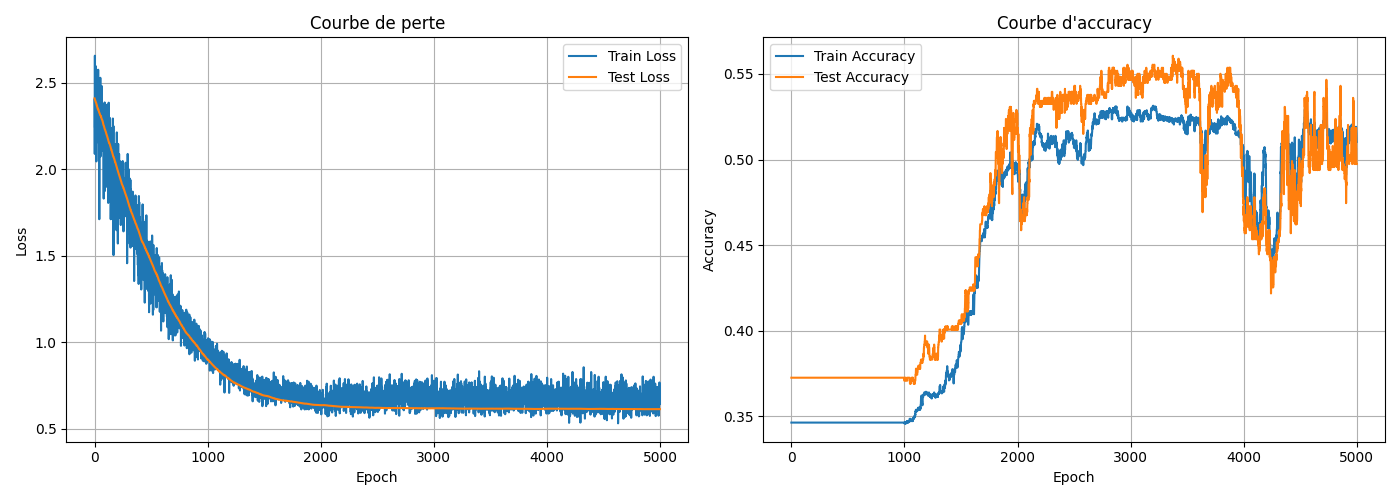 Courbe de perte
Train Loss
Test Loss
Loss
2.5
2.0
1.5
1.0
0.5
0
1000
2000
3000
4000
5000
Epoch
Courbe d'accuracy
Train Accuracy
Test Accuracy
Accuracy
0.55
0.50
0.45
0.40
0.35
0
1000
2000
3000
4000
5000
Epoch